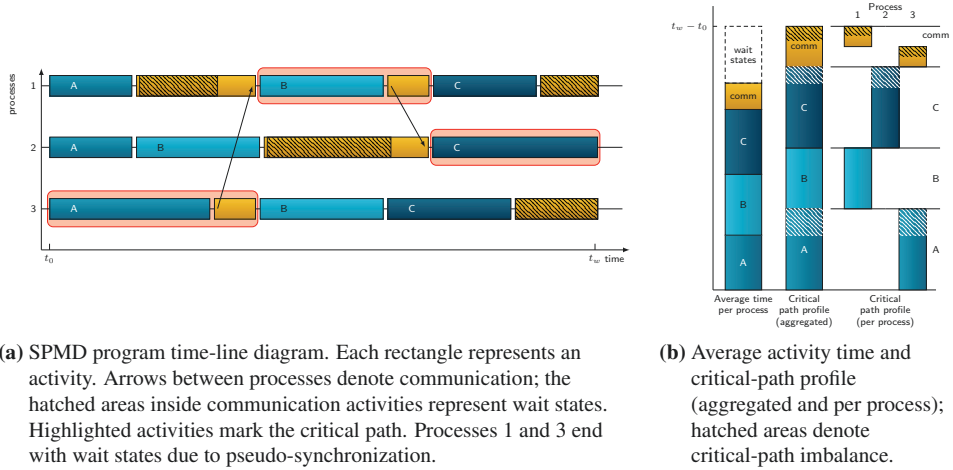 processes
1
A
B
C
2
A
B
C
3
A
B
C
t₀
t_w time
Process
1 2 3
t_w − t₀
wait
states
comm
comm
comm
C
C
C
B
B
B
A
A
A
Average time
per process
Critical
path profile
(aggregated)
Critical
path profile
(per process)
(a) SPMD program time-line diagram. Each rectangle represents an
activity. Arrows between processes denote communication; the
hatched areas inside communication activities represent wait states.
Highlighted activities mark the critical path. Processes 1 and 3 end
with wait states due to pseudo-synchronization.
(b) Average activity time and
critical-path profile
(aggregated and per process);
hatched areas denote
critical-path imbalance.